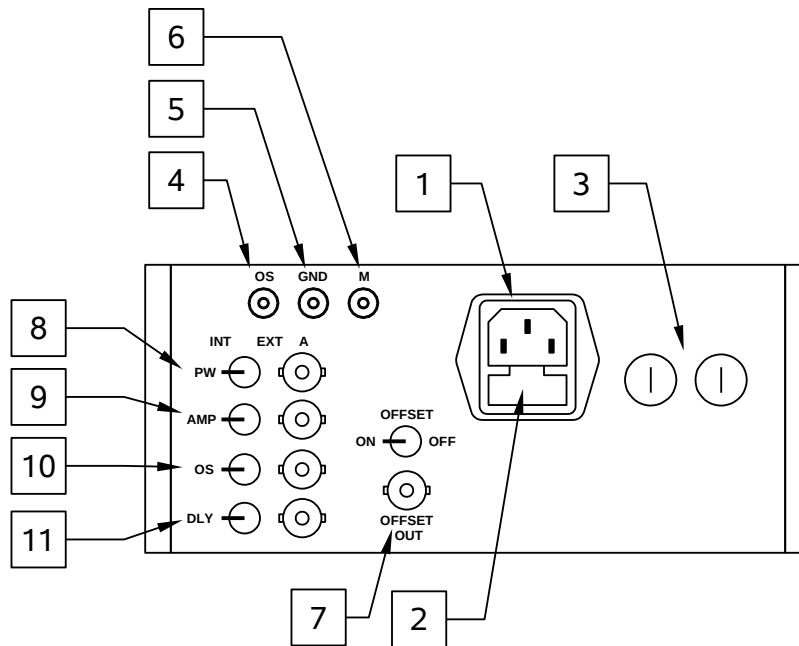 6
5
4
1
3
OS GND M
8
INT EXT A
PW
9
AMP
OFFSET
ON OFF
10
OS
11
DLY
OFFSET
OUT
7
2